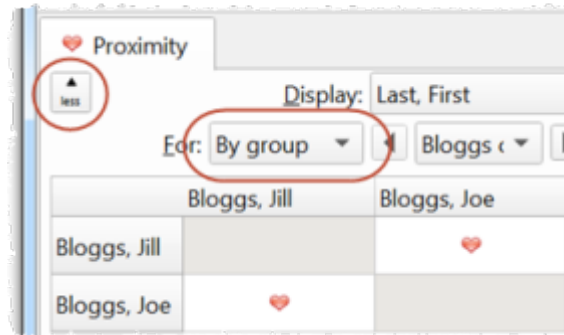 Proximity
less
Display: Last, First
For: By group Bloggs
Bloggs, Jill Bloggs, Joe
Bloggs, Jill
Bloggs, Joe